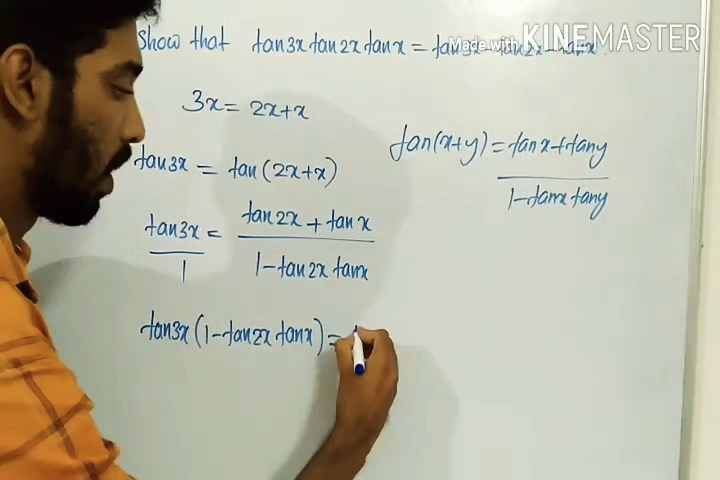 Show that tan3x tan2x tanx = tan3x - tan2x - tanx.
Made with KINEMASTER
3x = 2x+x
tan3x = tan(2x+x)
tan(x+y) = tanx+tany / 1-tanx tany
tan3x / 1 = tan2x + tanx / 1-tan2x tanx
tan3x(1-tan2x tanx) =